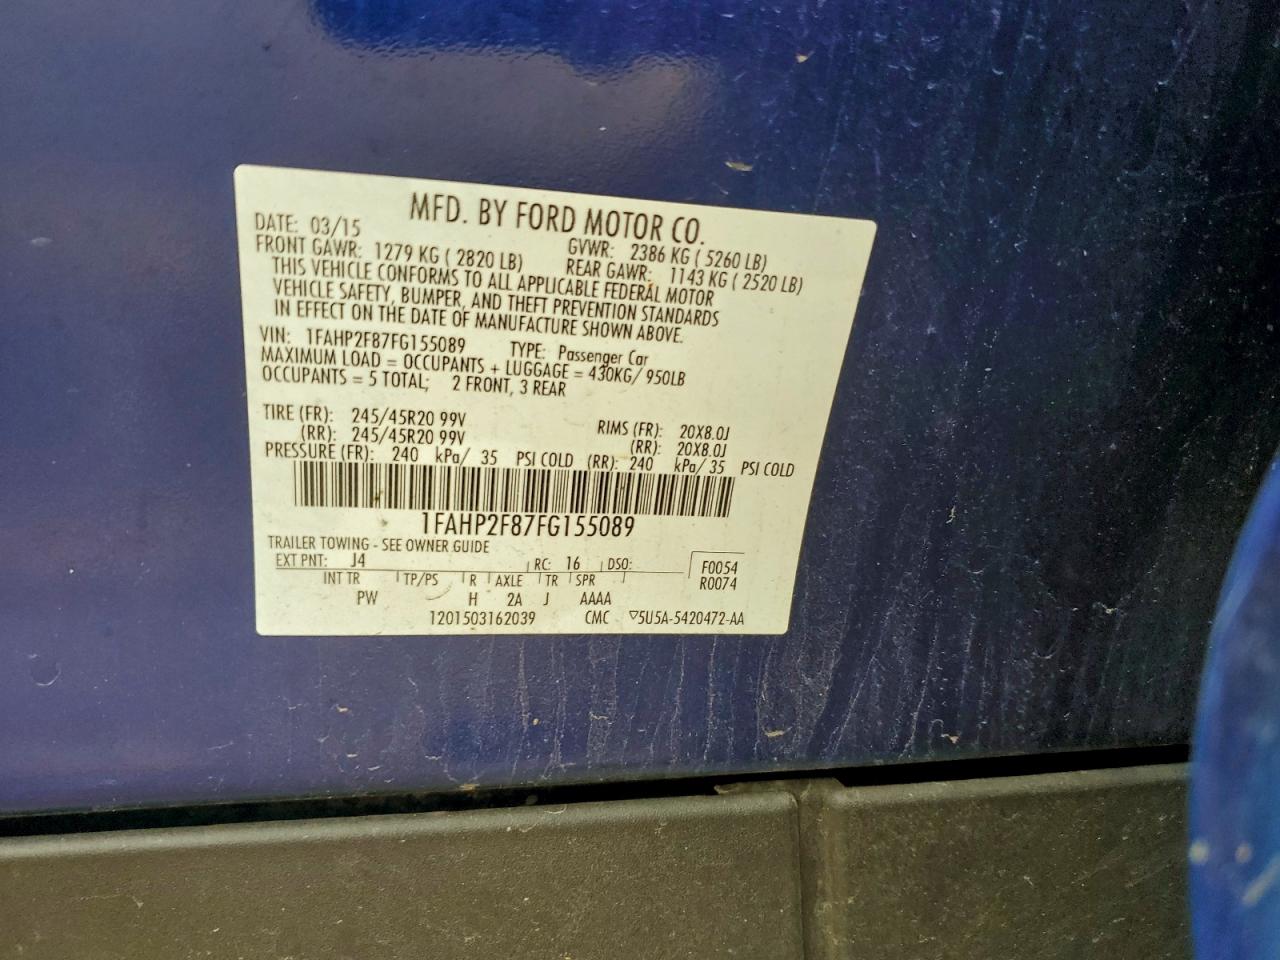 MFD. BY FORD MOTOR CO.
DATE: 03/15 GVWR: 2386 KG ( 5260 LB)
FRONT GAWR: 1279 KG ( 2820 LB) REAR GAWR: 1143 KG ( 2520 LB)
THIS VEHICLE CONFORMS TO ALL APPLICABLE FEDERAL MOTOR
VEHICLE SAFETY, BUMPER, AND THEFT PREVENTION STANDARDS
IN EFFECT ON THE DATE OF MANUFACTURE SHOWN ABOVE.
VIN: 1FAHP2F87FG155089 TYPE: Passenger Car
MAXIMUM LOAD = OCCUPANTS + LUGGAGE = 430KG/ 950LB
OCCUPANTS = 5 TOTAL; 2 FRONT, 3 REAR
TIRE (FR): 245/45R20 99V RIMS (FR): 20X8.0J
(RR): 245/45R20 99V (RR): 20X8.0J
PRESSURE (FR): 240 kPa/ 35 PSI COLD (RR): 240 kPa/ 35 PSI COLD
1FAHP2F87FG155089
TRAILER TOWING - SEE OWNER GUIDE
EXT PNT: J4 RC: 16 DSO: F0054
INT TR TP/PS R AXLE TR SPR R0074
PW H 2A J AAAA
1201503162039 CMC ▽5U5A-5420472-AA